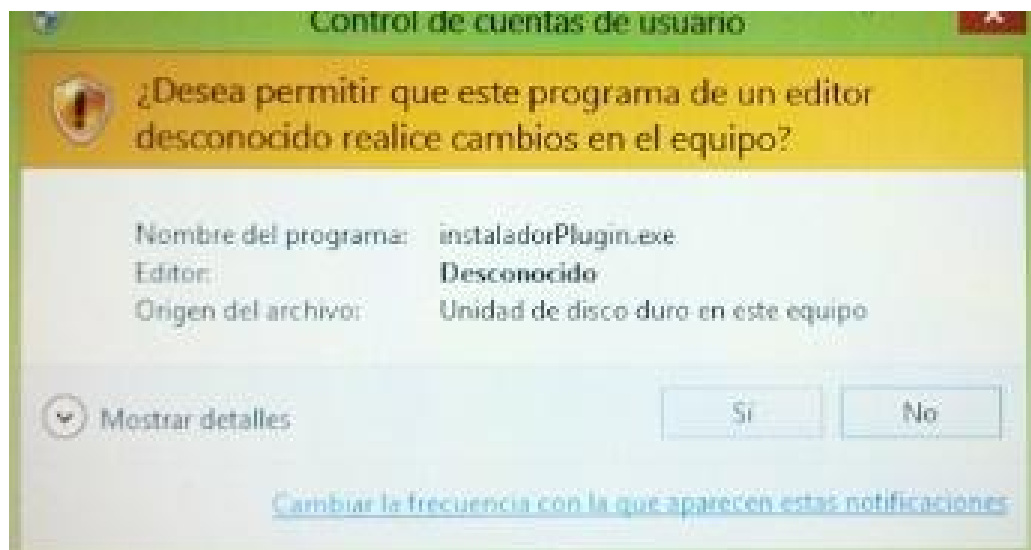 Control de cuentas de usuario
¿Desea permitir que este programa de un editor
desconocido realice cambios en el equipo?
Nombre del programa: instaladorPlugin.exe
Editor: Desconocido
Origen del archivo: Unidad de disco duro en este equipo
Mostrar detalles
Sí
No
Cambiar la frecuencia con la que aparecen estas notificaciones